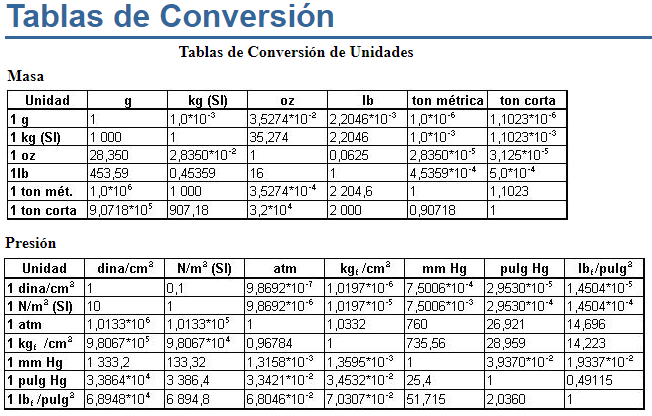 Tablas de Conversión
Tablas de Conversión de Unidades
Masa
Unidad g kg (SI) oz lb ton métrica ton corta
1 g 1 1,0*10⁻³ 3,5274*10⁻² 2,2046*10⁻³ 1,0*10⁻⁶ 1,1023*10⁻⁶
1 kg (SI) 1 000 1 35,274 2,2046 1,0*10⁻³ 1,1023*10⁻³
1 oz 28,350 2,8350*10⁻² 1 0,0625 2,8350*10⁻⁵ 3,125*10⁻⁵
1lb 453,59 0,45359 16 1 4,5359*10⁻⁴ 5,0*10⁻⁴
1 ton mét. 1,0*10⁶ 1 000 3,5274*10⁻⁴ 2 204,6 1 1,1023
1 ton corta 9,0718*10⁵ 907,18 3,2*10⁴ 2 000 0,90718 1
Presión
Unidad dina/cm² N/m² (SI) atm kgf /cm² mm Hg pulg Hg lbf/pulg²
1 dina/cm² 1 0,1 9,8692*10⁻⁷ 1,0197*10⁻⁶ 7,5006*10⁻⁴ 2,9530*10⁻⁵ 1,4504*10⁻⁵
1 N/m² (SI) 10 1 9,8692*10⁻⁶ 1,0197*10⁻⁵ 7,5006*10⁻³ 2,9530*10⁻⁴ 1,4504*10⁻⁴
1 atm 1,0133*10⁶ 1,0133*10⁵ 1 1,0332 760 26,921 14,696
1 kgf /cm² 9,8067*10⁵ 9,8067*10⁴ 0,96784 1 735,56 28,959 14,223
1 mm Hg 1 333,2 133,32 1,3158*10⁻³ 1,3595*10⁻³ 1 3,9370*10⁻² 1,9337*10⁻²
1 pulg Hg 3,3864*10⁴ 3 386,4 3,3421*10⁻² 3,4532*10⁻² 25,4 1 0,49115
1 lbf /pulg² 6,8948*10⁴ 6 894,8 6,8046*10⁻² 7,0307*10⁻² 51,715 2,0360 1